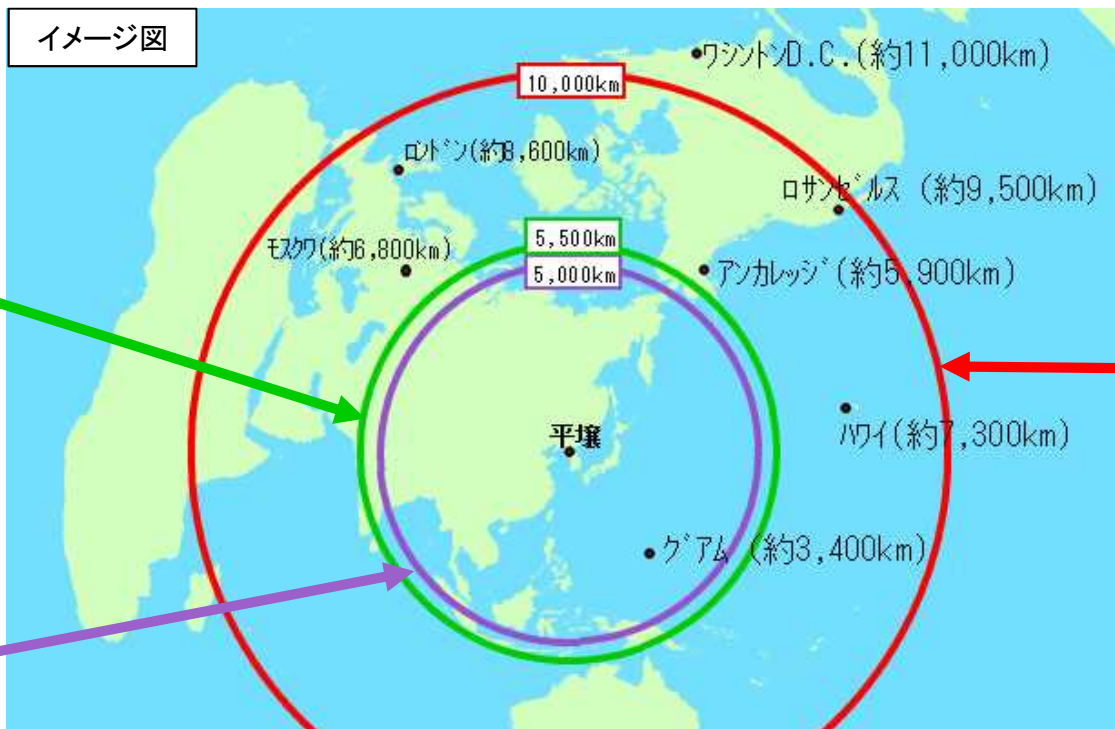 イメージ図
ワシントンD.C.(約11,000km)
10,000km
ロンドン(約8,600km)
ロサンゼルス (約9,500km)
5,500km
モスクワ(約6,800km)
5,000km
アンカレッジ(約5,900km)
平壌
ハワイ(約7,300km)
グアム (約3,400km)